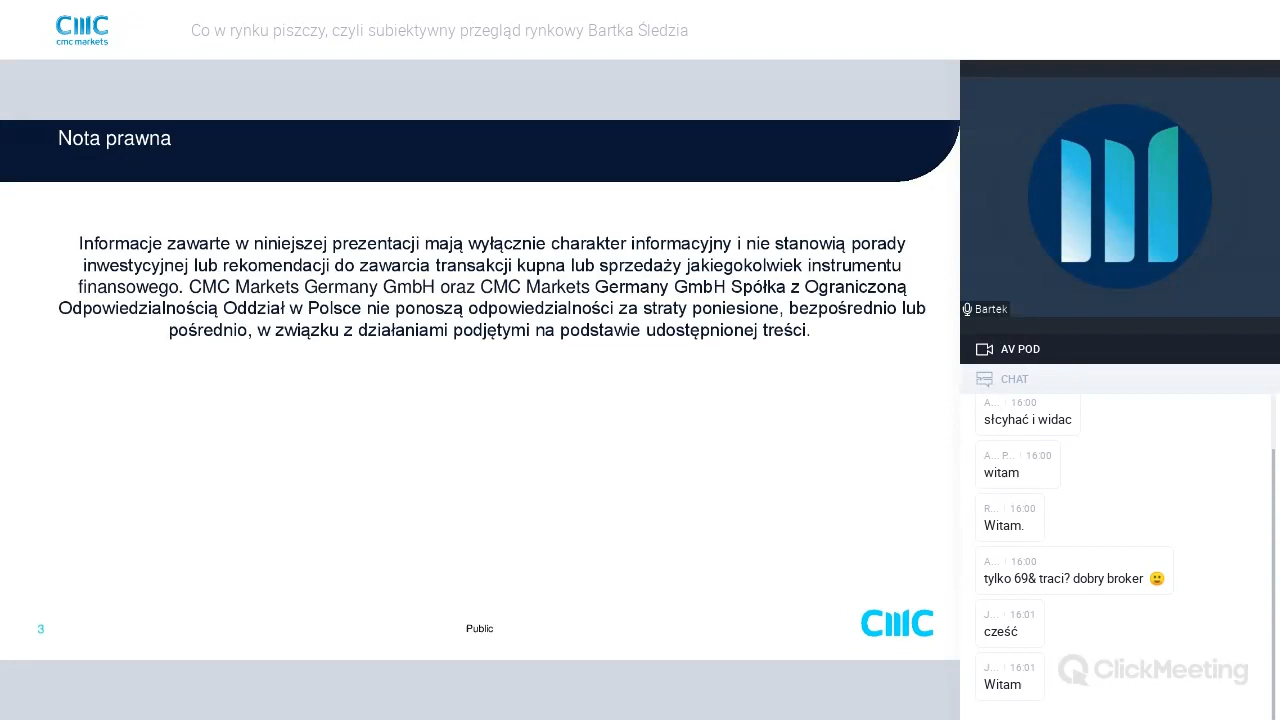 CMC
cmc markets
Co w rynku piszczy, czyli subiektywny przegląd rynkowy Bartka Śledzia
Nota prawna
Informacje zawarte w niniejszej prezentacji mają wyłącznie charakter informacyjny i nie stanowią porady
inwestycyjnej lub rekomendacji do zawarcia transakcji kupna lub sprzedaży jakiegokolwiek instrumentu
finansowego. CMC Markets Germany GmbH oraz CMC Markets Germany GmbH Spółka z Ograniczoną
Odpowiedzialnością Oddział w Polsce nie ponoszą odpowiedzialności za straty poniesione, bezpośrednio lub
pośrednio, w związku z działaniami podjętymi na podstawie udostępnionej treści.
3
Public
CMC
Bartek
AV POD
CHAT
A... 16:00
słcyhać i widac
A... P... 16:00
witam
R... 16:00
Witam.
A... 16:00
tylko 69& traci? dobry broker 😐
J... 16:01
cześć
J... 16:01
Witam
ClickMeeting